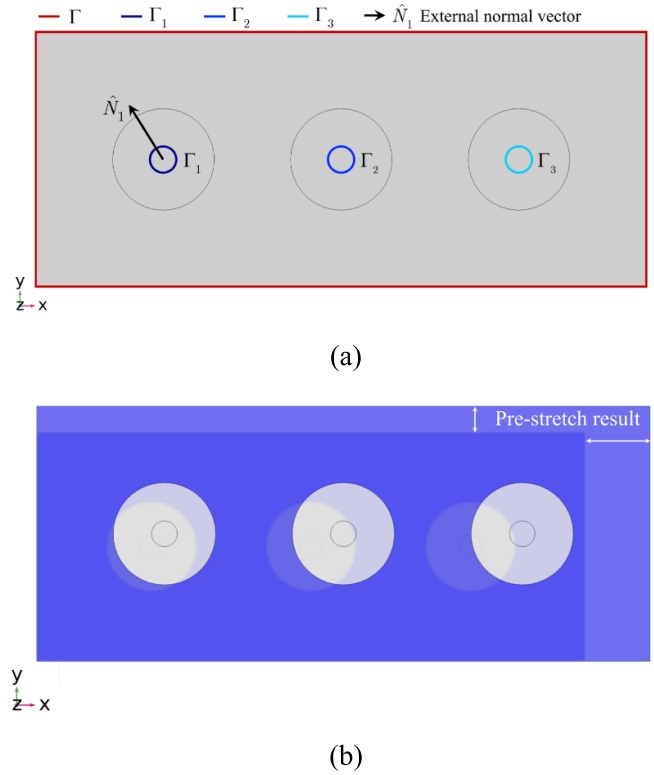 Γ Γ₁ Γ₂ Γ₃ N̂₁ External normal vector
N̂₁
Γ₁ Γ₂ Γ₃
y
z x
(a)
Pre-stretch result
y
z x
(b)